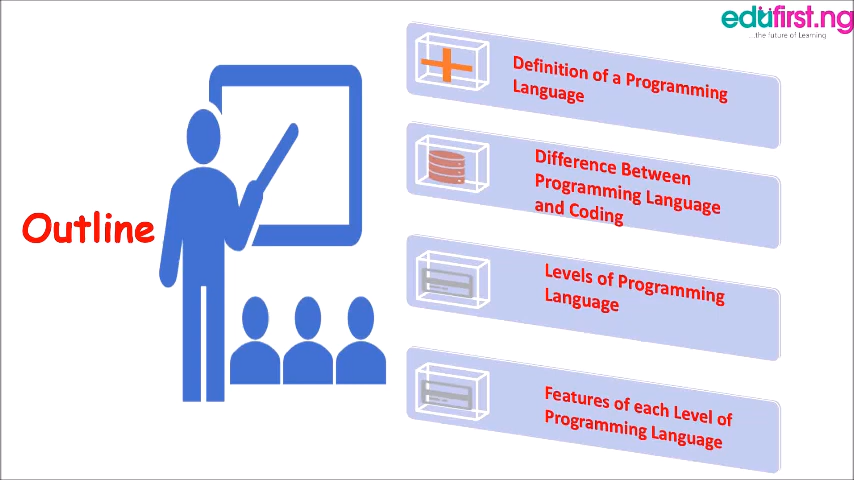 edufirst.ng
...the future of Learning
Outline
Definition of a Programming
Language
Difference Between
Programming Language
and Coding
Levels of Programming
Language
Features of each Level of
Programming Language